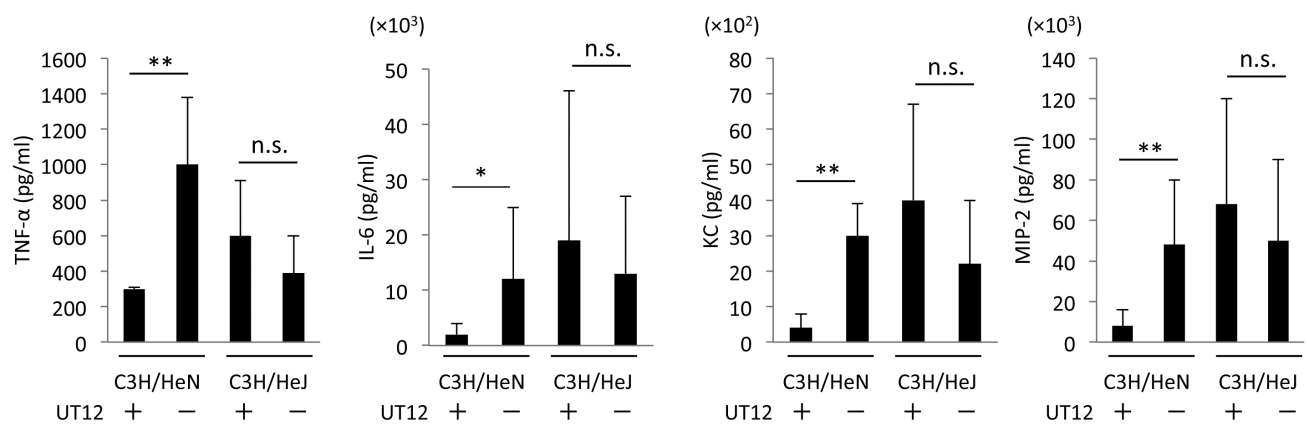 TNF-α (pg/ml)
1600
1400
1200
1000
800
600
400
200
0
**
n.s.
C3H/HeN C3H/HeJ
UT12 + − + −
(×10³)
IL-6 (pg/ml)
50
40
30
20
10
0
*
n.s.
C3H/HeN C3H/HeJ
UT12 + − + −
(×10²)
KC (pg/ml)
80
70
60
50
40
30
20
10
0
**
n.s.
C3H/HeN C3H/HeJ
UT12 + − + −
(×10³)
MIP-2 (pg/ml)
140
120
100
80
60
40
20
0
**
n.s.
C3H/HeN C3H/HeJ
UT12 + − + −